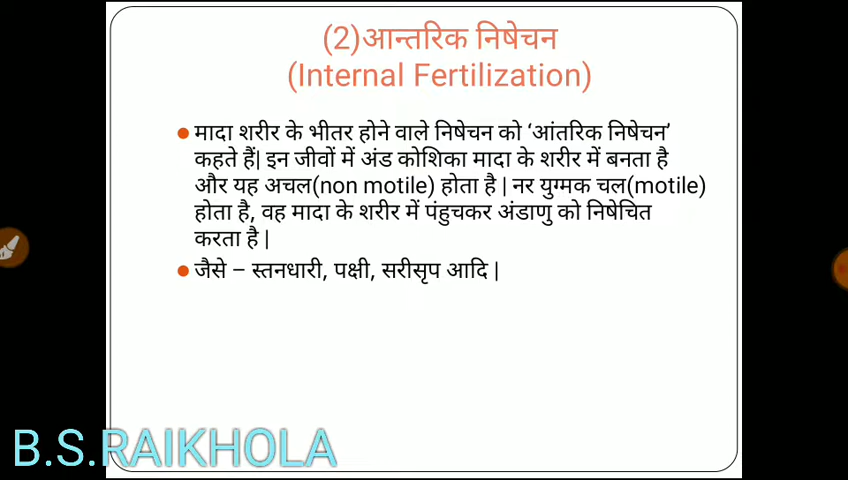 (2)आन्तरिक निषेचन
(Internal Fertilization)
मादा शरीर के भीतर होने वाले निषेचन को ‘आंतरिक निषेचन’
कहते हैं| इन जीवों में अंड कोशिका मादा के शरीर में बनता है
और यह अचल(non motile) होता है | नर युग्मक चल(motile)
होता है, वह मादा के शरीर में पंहुचकर अंडाणु को निषेचित
करता है |
जैसे – स्तनधारी, पक्षी, सरीसृप आदि |
B.S.RAIKHOLA